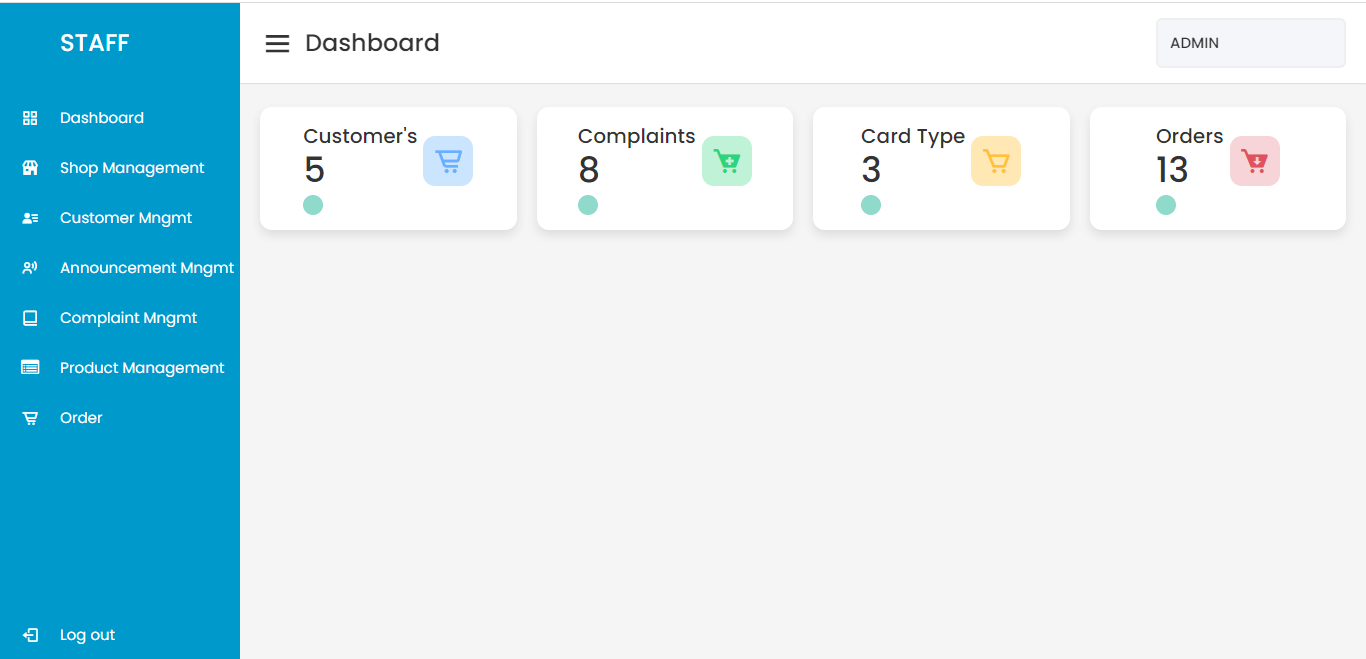 STAFF
Dashboard
Shop Management
Customer Mngmt
Announcement Mngmt
Complaint Mngmt
Product Management
Order
Log out
Dashboard
ADMIN
Customer's
5
Complaints
8
Card Type
3
Orders
13